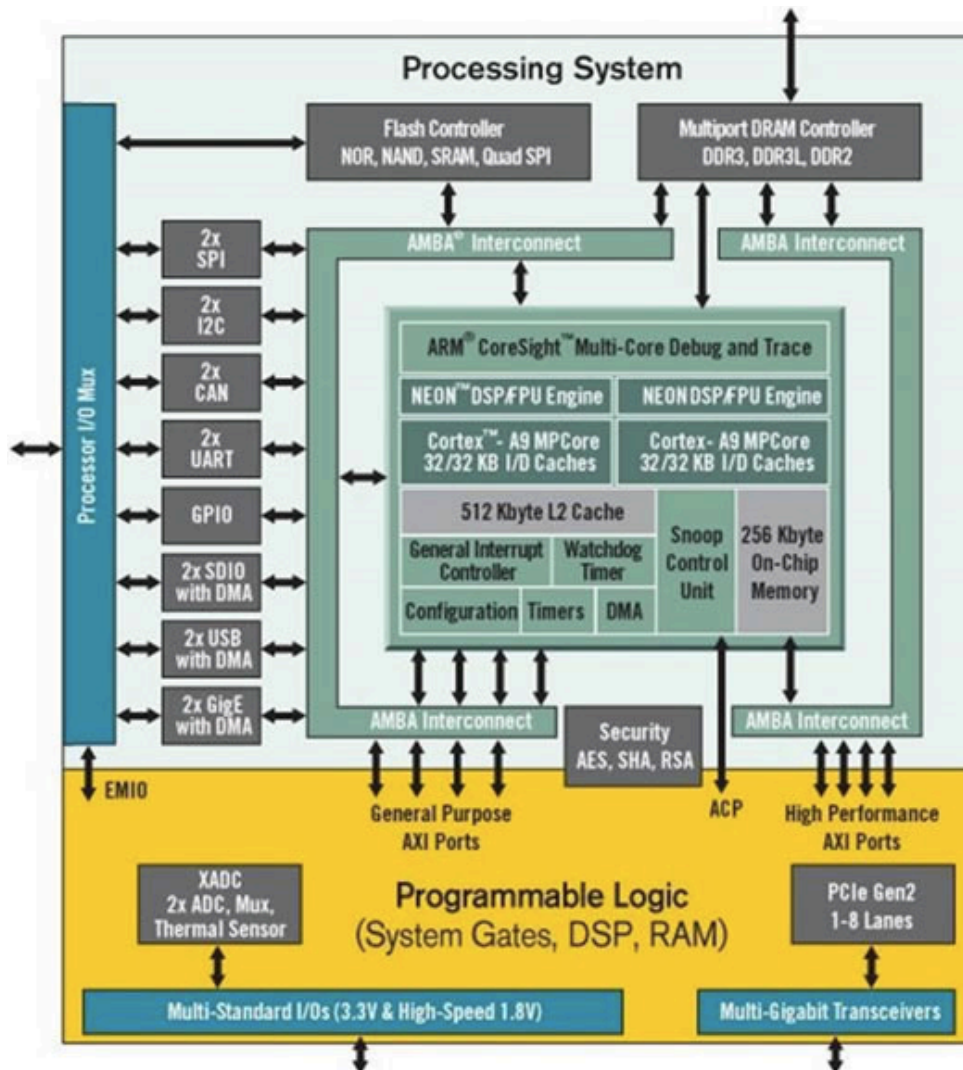 Processing System
Flash Controller
NOR, NAND, SRAM, Quad SPI
Multiport DRAM Controller
DDR3, DDR3L, DDR2
Processor I/O Mux
2x
SPI
2x
I2C
2x
CAN
2x
UART
GPIO
2x SDIO
with DMA
2x USB
with DMA
2x GigE
with DMA
AMBA® Interconnect
AMBA Interconnect
ARM® CoreSight™ Multi-Core Debug and Trace
NEON™ DSP/FPU Engine
NEON DSP/FPU Engine
Cortex™- A9 MPCore
32/32 KB I/D Caches
Cortex- A9 MPCore
32/32 KB I/D Caches
512 Kbyte L2 Cache
General Interrupt
Controller
Watchdog
Timer
Configuration
Timers
DMA
Snoop
Control
Unit
256 Kbyte
On-Chip
Memory
AMBA Interconnect
Security
AES, SHA, RSA
AMBA Interconnect
EMIO
General Purpose
AXI Ports
ACP
High Performance
AXI Ports
XADC
2x ADC, Mux,
Thermal Sensor
Programmable Logic
(System Gates, DSP, RAM)
PCIe Gen2
1-8 Lanes
Multi-Standard I/Os (3.3V & High-Speed 1.8V)
Multi-Gigabit Transceivers